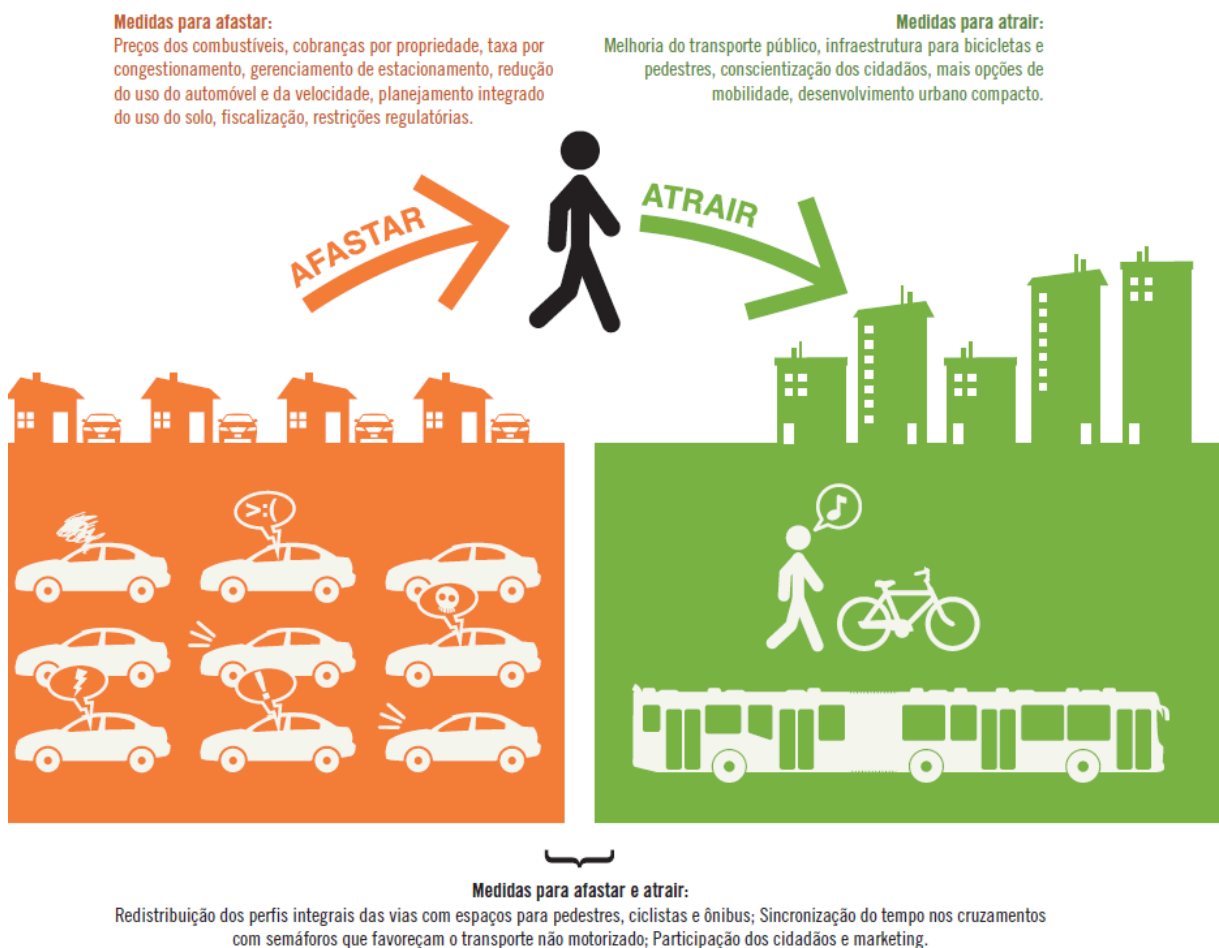 Medidas para afastar:
Preços dos combustíveis, cobranças por propriedade, taxa por
congestionamento, gerenciamento de estacionamento, redução
do uso do automóvel e da velocidade, planejamento integrado
do uso do solo, fiscalização, restrições regulatórias.
Medidas para atrair:
Melhoria do transporte público, infraestrutura para bicicletas e
pedestres, conscientização dos cidadãos, mais opções de
mobilidade, desenvolvimento urbano compacto.
AFASTAR
ATRAIR
>:(
!
Medidas para afastar e atrair:
Redistribuição dos perfis integrais das vias com espaços para pedestres, ciclistas e ônibus; Sincronização do tempo nos cruzamentos
com semáforos que favoreçam o transporte não motorizado; Participação dos cidadãos e marketing.